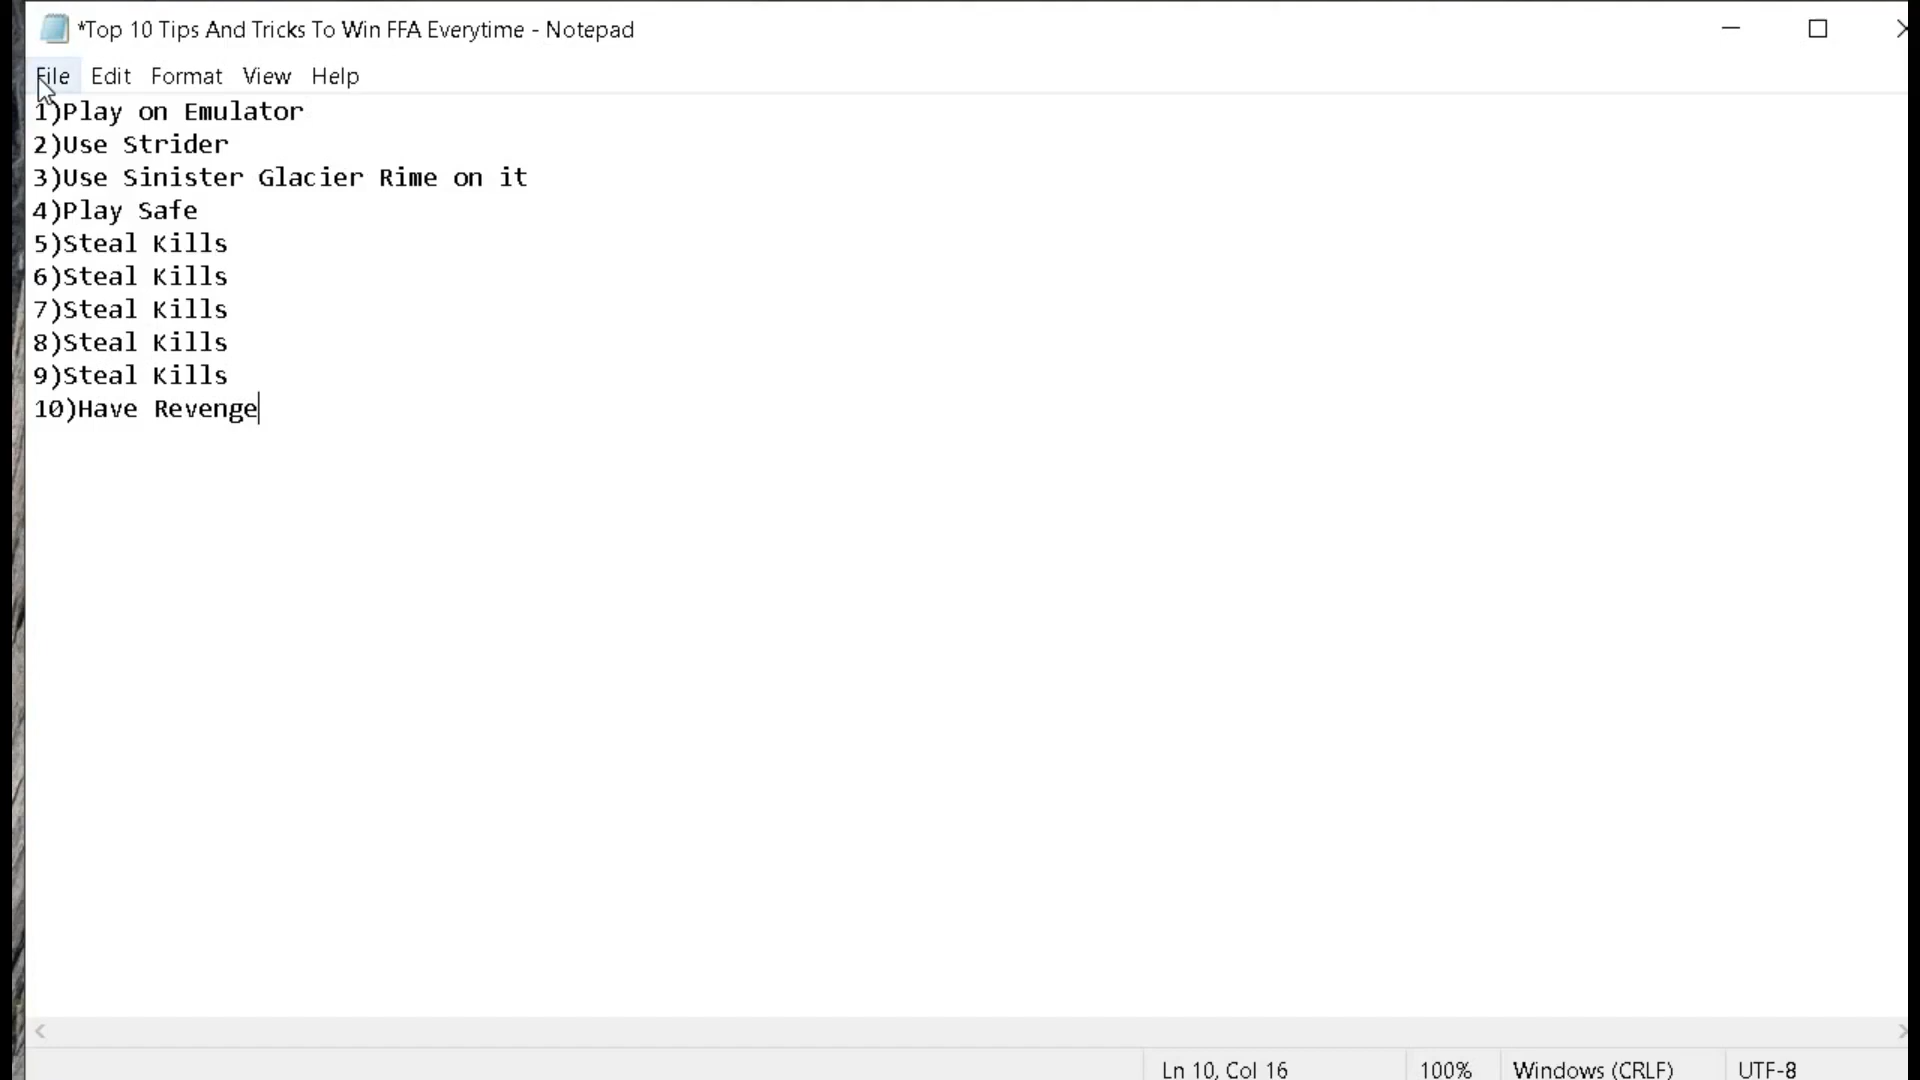 *Top 10 Tips And Tricks To Win FFA Everytime - Notepad
File Edit Format View Help
1)Play on Emulator
2)Use Strider
3)Use Sinister Glacier Rime on it
4)Play Safe
5)Steal Kills
6)Steal Kills
7)Steal Kills
8)Steal Kills
9)Steal Kills
10)Have Revenge
Ln 10, Col 16 100% Windows (CRLF) UTF-8